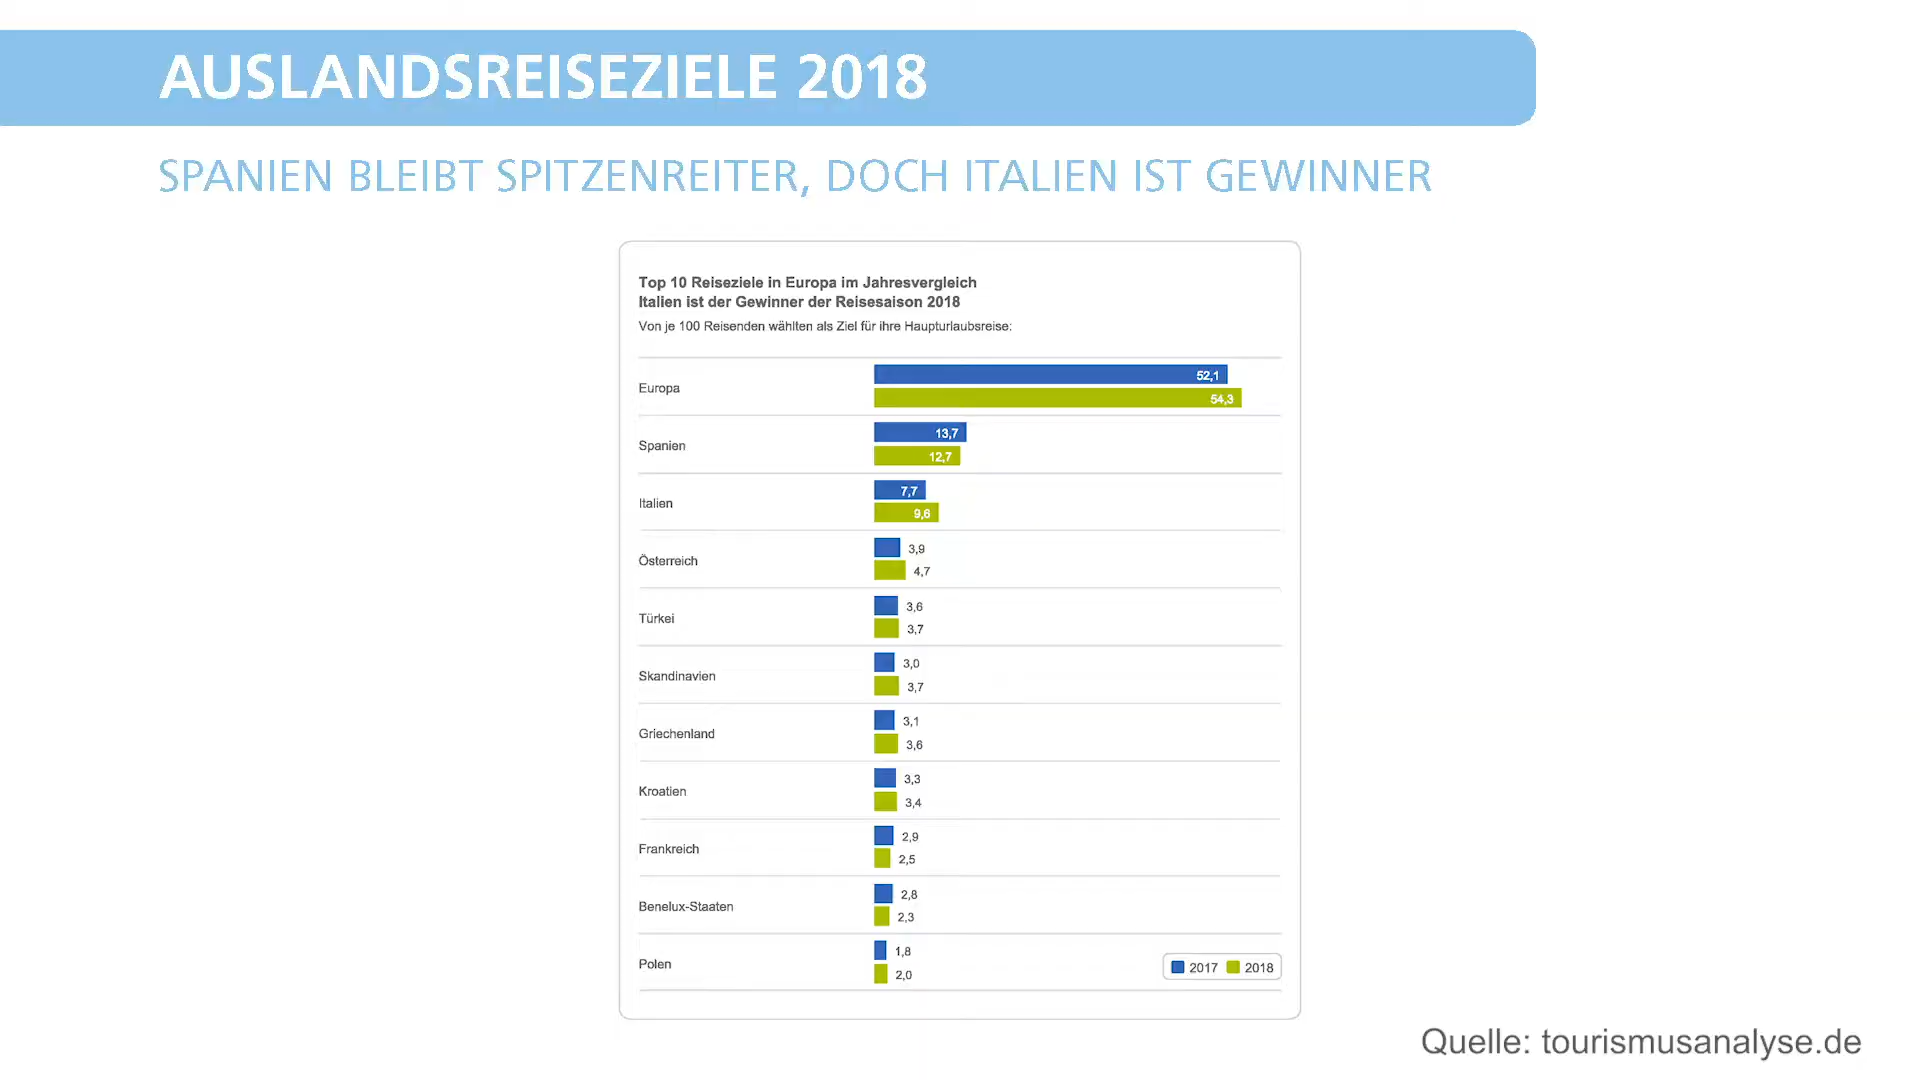 AUSLANDSREISEZIELE 2018
SPANIEN BLEIBT SPITZENREITER, DOCH ITALIEN IST GEWINNER
Top 10 Reiseziele in Europa im Jahresvergleich
Italien ist der Gewinner der Reisesaison 2018
Von je 100 Reisenden wählten als Ziel für ihre Haupturlaubsreise:
Europa
52,1
54,3
Spanien
13,7
12,7
Italien
7,7
9,6
Österreich
3,9
4,7
Türkei
3,6
3,7
Skandinavien
3,0
3,7
Griechenland
3,1
3,6
Kroatien
3,3
3,4
Frankreich
2,9
2,5
Benelux-Staaten
2,8
2,3
Polen
1,8
2,0
2017 2018
Quelle: tourismusanalyse.de